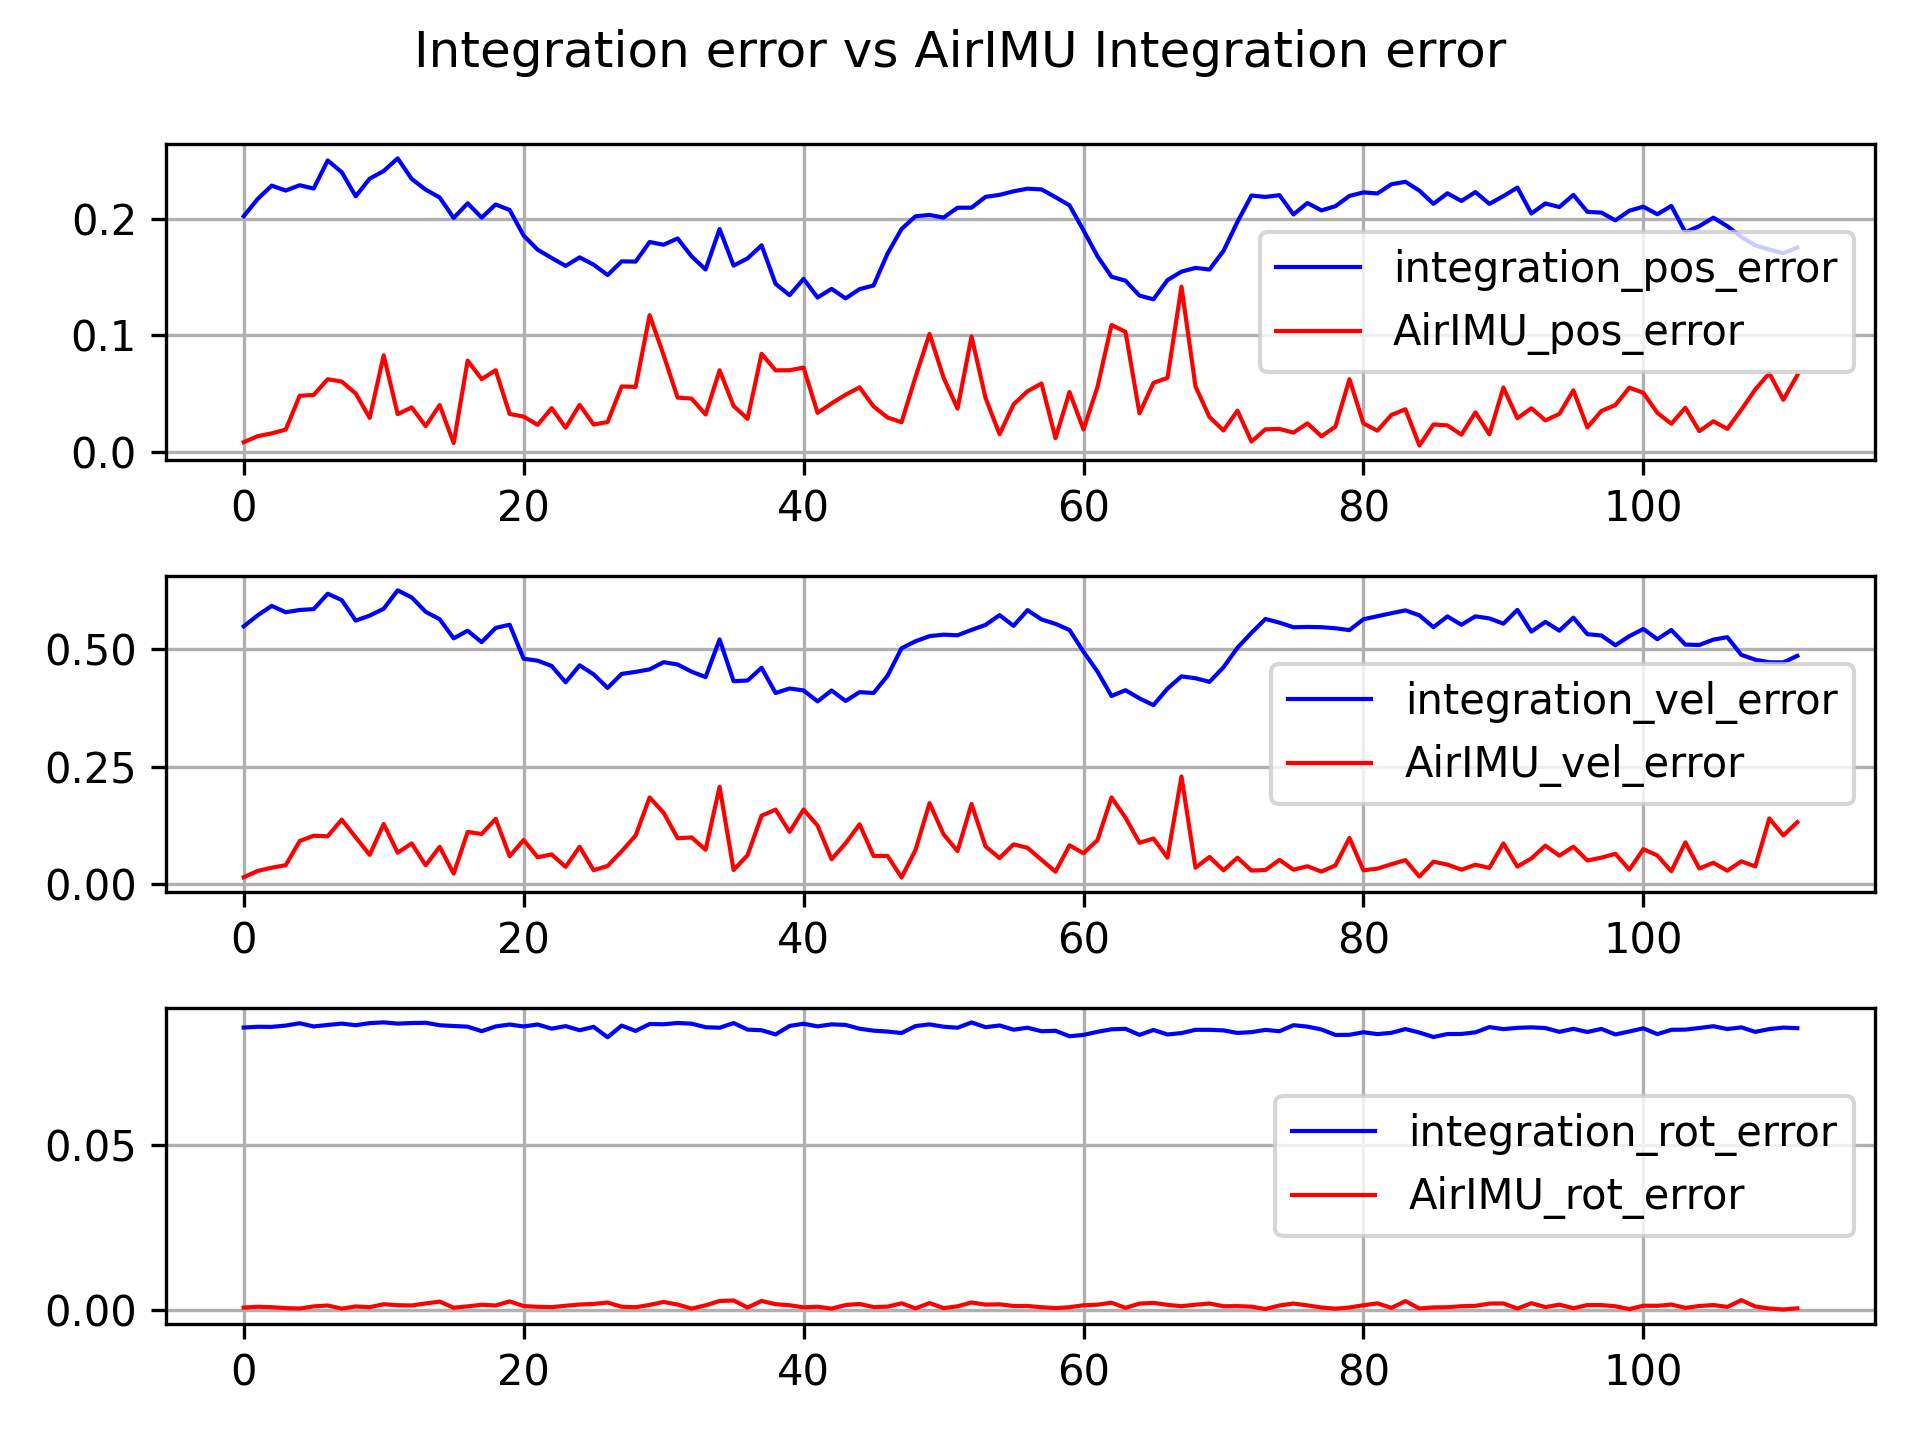 Integration error vs AirIMU Integration error
0.2
0.1
0.0
integration_pos_error
AirIMU_pos_error
0 20 40 60 80 100
0.50
0.25
0.00
integration_vel_error
AirIMU_vel_error
0 20 40 60 80 100
0.05
0.00
integration_rot_error
AirIMU_rot_error
0 20 40 60 80 100